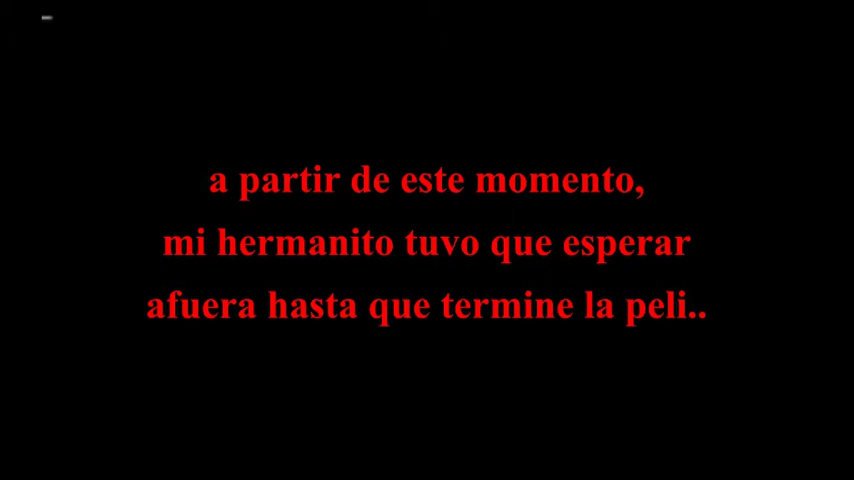 a partir de este momento,
mi hermanito tuvo que esperar
afuera hasta que termine la peli..